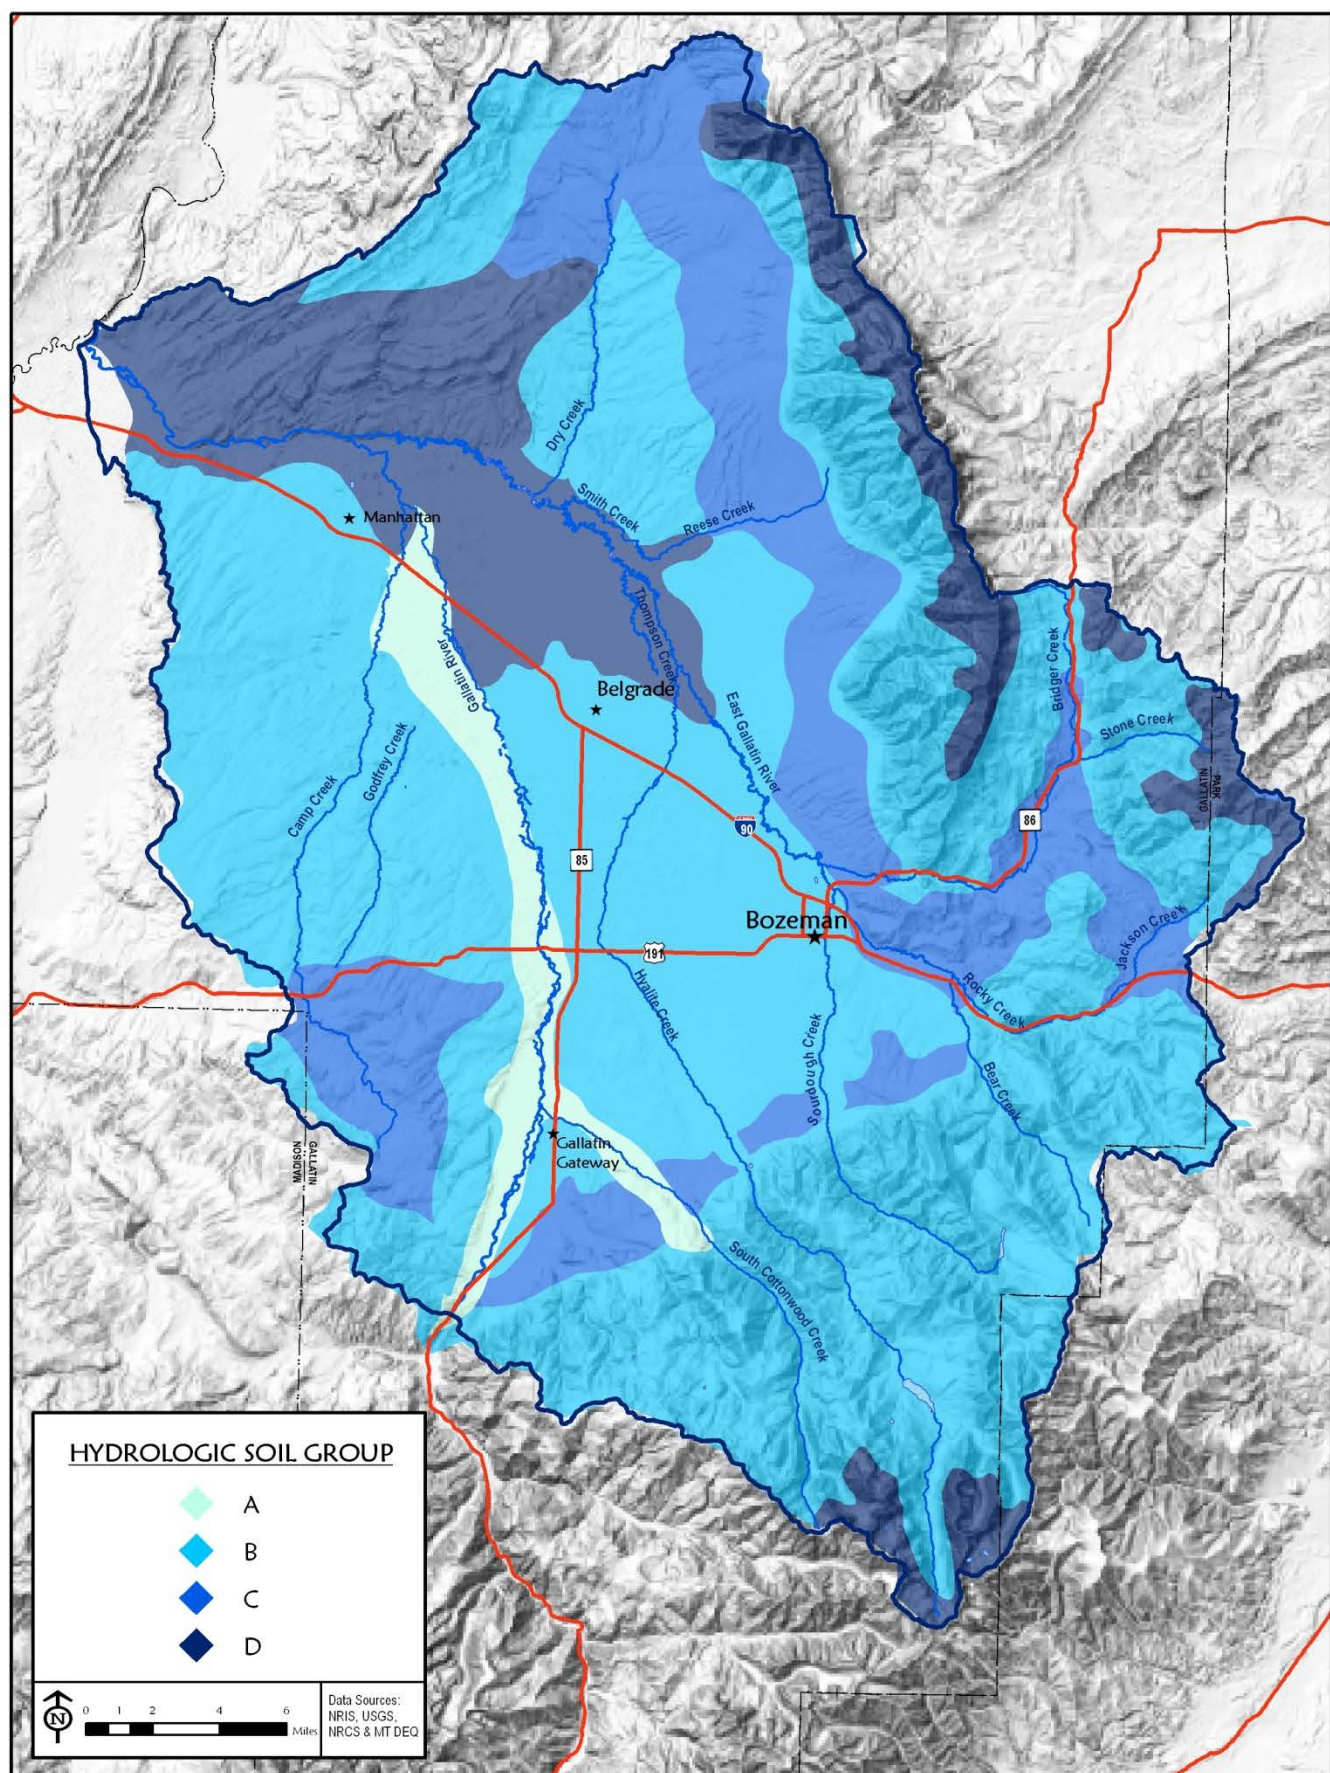 Dry Creek
Smith Creek
Reese Creek
Manhattan
Thompson Creek
Gallatin River
Belgrade
Bridger Creek
Stone Creek
East Gallatin River
GALLATIN
PARK
Camp Creek
Godfrey Creek
86
90
85
Bozeman
191
Jackson Creek
Rocky Creek
Hyalite Creek
Sourdough Creek
Bear Creek
MADISON
GALLATIN
Gallatin
Gateway
South Cottonwood Creek
HYDROLOGIC SOIL GROUP
A
B
C
D
N
0 1 2 4 6
Miles
Data Sources:
NRIS, USGS,
NRCS & MT DEQ